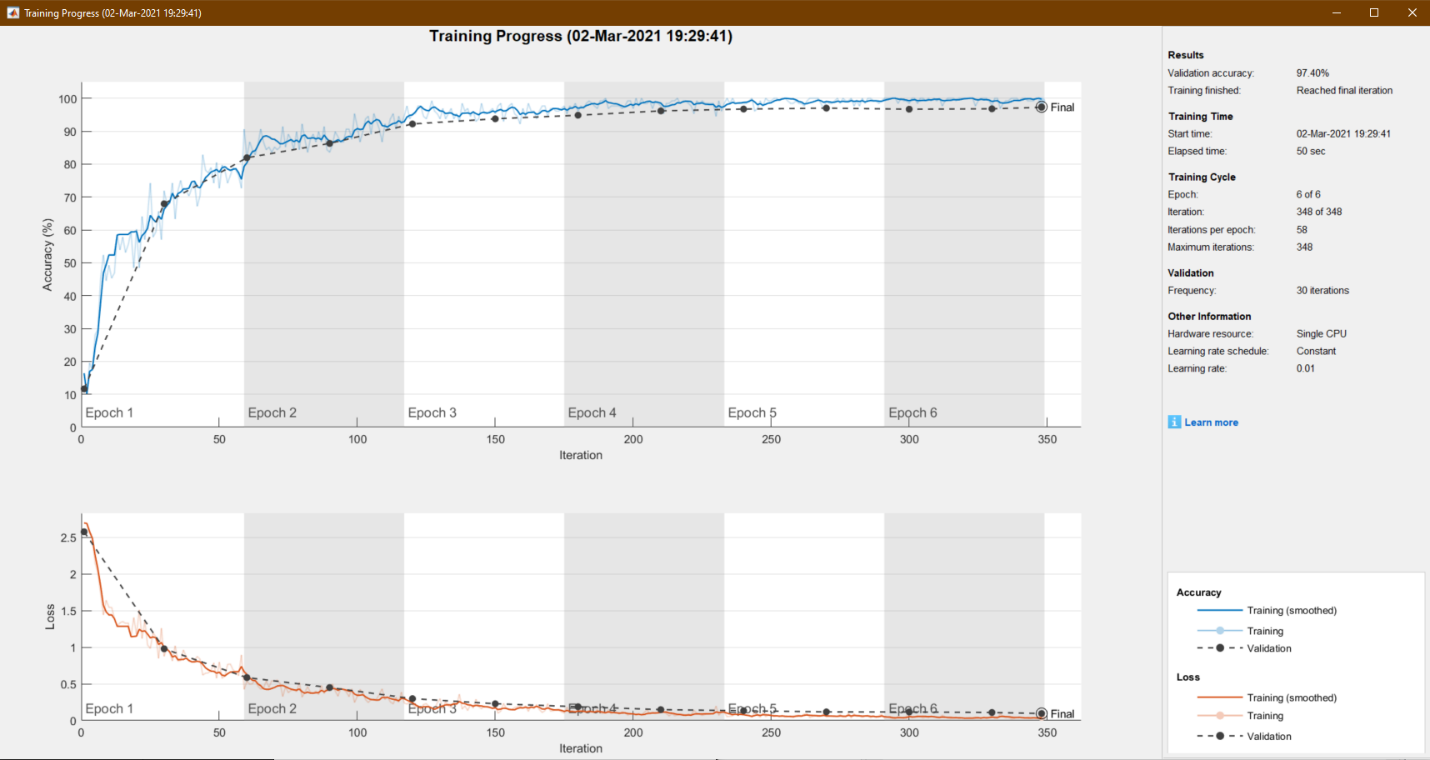 Training Progress (02-Mar-2021 19:29:41)
Training Progress (02-Mar-2021 19:29:41)
Accuracy (%)
100
90
80
70
60
50
40
30
20
10
0
Final
Epoch 1
Epoch 2
Epoch 3
Epoch 4
Epoch 5
Epoch 6
0 50 100 150 200 250 300 350
Iteration
Loss
2.5
2
1.5
1
0.5
0
Final
Epoch 1
Epoch 2
Epoch 3
Epoch 4
Epoch 5
Epoch 6
0 50 100 150 200 250 300 350
Iteration
Results
Validation accuracy: 97.40%
Training finished: Reached final iteration
Training Time
Start time: 02-Mar-2021 19:29:41
Elapsed time: 50 sec
Training Cycle
Epoch: 6 of 6
Iteration: 348 of 348
Iterations per epoch: 58
Maximum iterations: 348
Validation
Frequency: 30 iterations
Other Information
Hardware resource: Single CPU
Learning rate schedule: Constant
Learning rate: 0.01
i Learn more
Accuracy
Training (smoothed)
Training
Validation
Loss
Training (smoothed)
Training
Validation